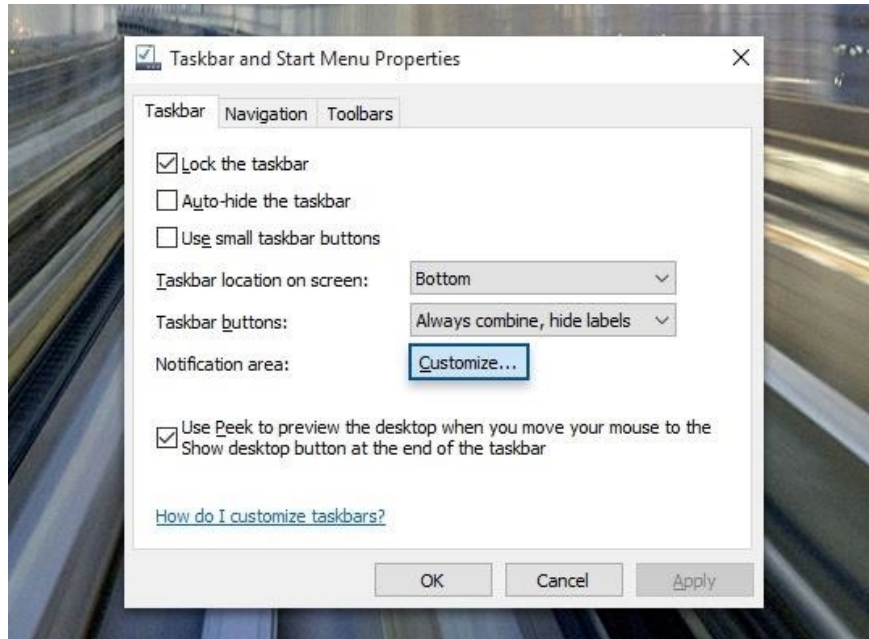 Taskbar and Start Menu Properties
Taskbar
Navigation
Toolbars
Lock the taskbar
Auto-hide the taskbar
Use small taskbar buttons
Taskbar location on screen:
Bottom
Taskbar buttons:
Always combine, hide labels
Notification area:
Customize...
Use Peek to preview the desktop when you move your mouse to the
Show desktop button at the end of the taskbar
How do I customize taskbars?
OK
Cancel
Apply